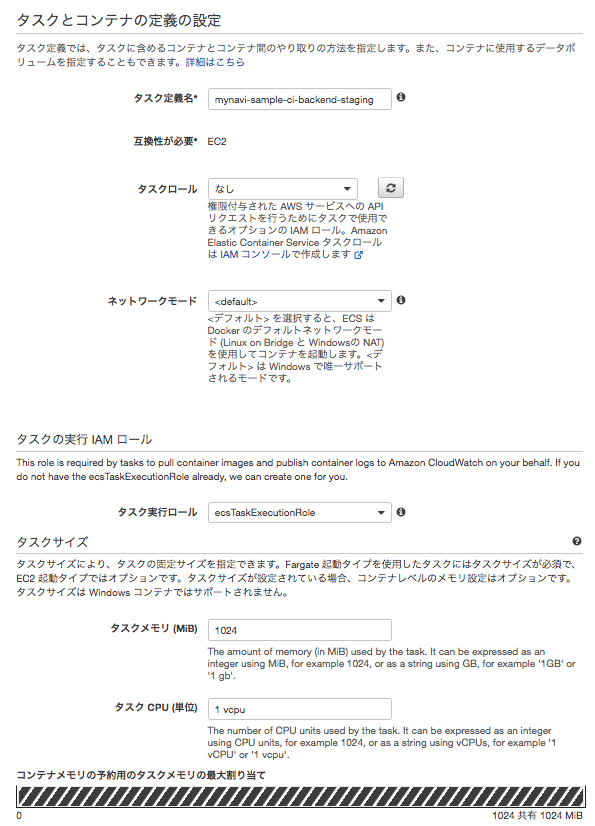 タスクとコンテナの定義の設定
タスク定義では、タスクに含めるコンテナとコンテナ間のやり取りの方法を指定します。また、コンテナに使用するデータボ
リュームを指定することもできます。詳細はこちら
タスク定義名* mynavi-sample-ci-backend-staging
互換性が必要* EC2
タスクロール なし
権限付与された AWS サービスへの API
リクエストを行うためにタスクで使用で
きるオプションの IAM ロール。Amazon
Elastic Container Service タスクロール
は IAM コンソールで作成します
ネットワークモード <default>
<デフォルト> を選択すると、ECS は
Docker のデフォルトネットワークモー
ド (Linux on Bridge と Windowsの NAT)
を使用してコンテナを起動します。<デ
フォルト> は Windows で唯一サポート
されるモードです。
タスクの実行 IAM ロール
This role is required by tasks to pull container images and publish container logs to Amazon CloudWatch on your behalf. If you
do not have the ecsTaskExecutionRole already, we can create one for you.
タスク実行ロール ecsTaskExecutionRole
タスクサイズ
タスクサイズにより、タスクの固定サイズを指定できます。Fargate 起動タイプを使用したタスクにはタスクサイズが必須で、
EC2 起動タイプではオプションです。タスクサイズが設定されている場合、コンテナレベルのメモリ設定はオプションです。
タスクサイズは Windows コンテナではサポートされません。
タスクメモリ (MiB) 1024
The amount of memory (in MiB) used by the task. It can be expressed as an
integer using MiB, for example 1024, or as a string using GB, for example '1GB' or
'1 gb'.
タスク CPU (単位) 1 vcpu
The number of CPU units used by the task. It can be expressed as an integer
using CPU units, for example 1024, or as a string using vCPUs, for example '1
vCPU' or '1 vcpu'.
コンテナメモリの予約用のタスクメモリの最大割り当て
0 1024 共有 1024 MiB